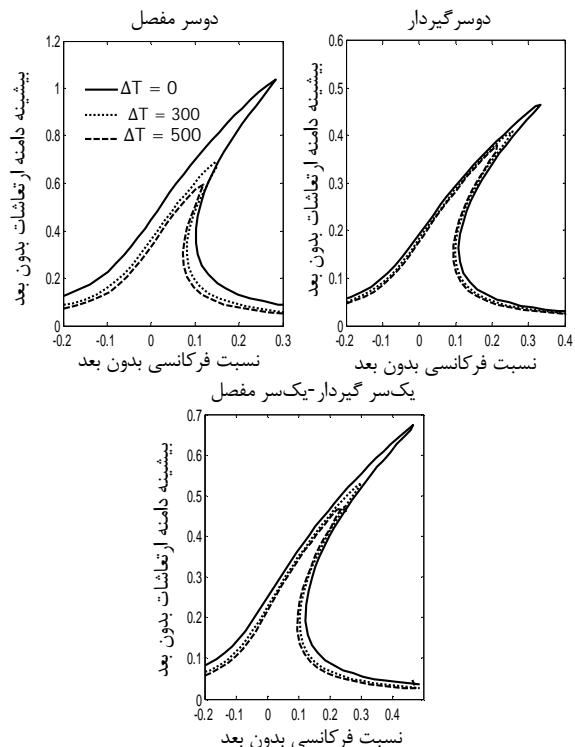 دوسر مفصل
دوسرگیردار
بیشینه دامنه ارتعاشات بدون بعد
1.2
1
0.8
0.6
0.4
0.2
0
ΔT = 0
ΔT = 300
ΔT = 500
-0.2 -0.1 0 0.1 0.2 0.3
نسبت فرکانسی بدون بعد
بیشینه دامنه ارتعاشات بدون بعد
0.6
0.5
0.4
0.3
0.2
0.1
0
-0.2 -0.1 0 0.1 0.2 0.3 0.4
نسبت فرکانسی بدون بعد
یک‌سر گیردار-یک‌سر مفصل
بیشینه دامنه ارتعاشات بدون بعد
0.7
0.6
0.5
0.4
0.3
0.2
0.1
0
-0.2 -0.1 0 0.1 0.2 0.3 0.4
نسبت فرکانسی بدون بعد